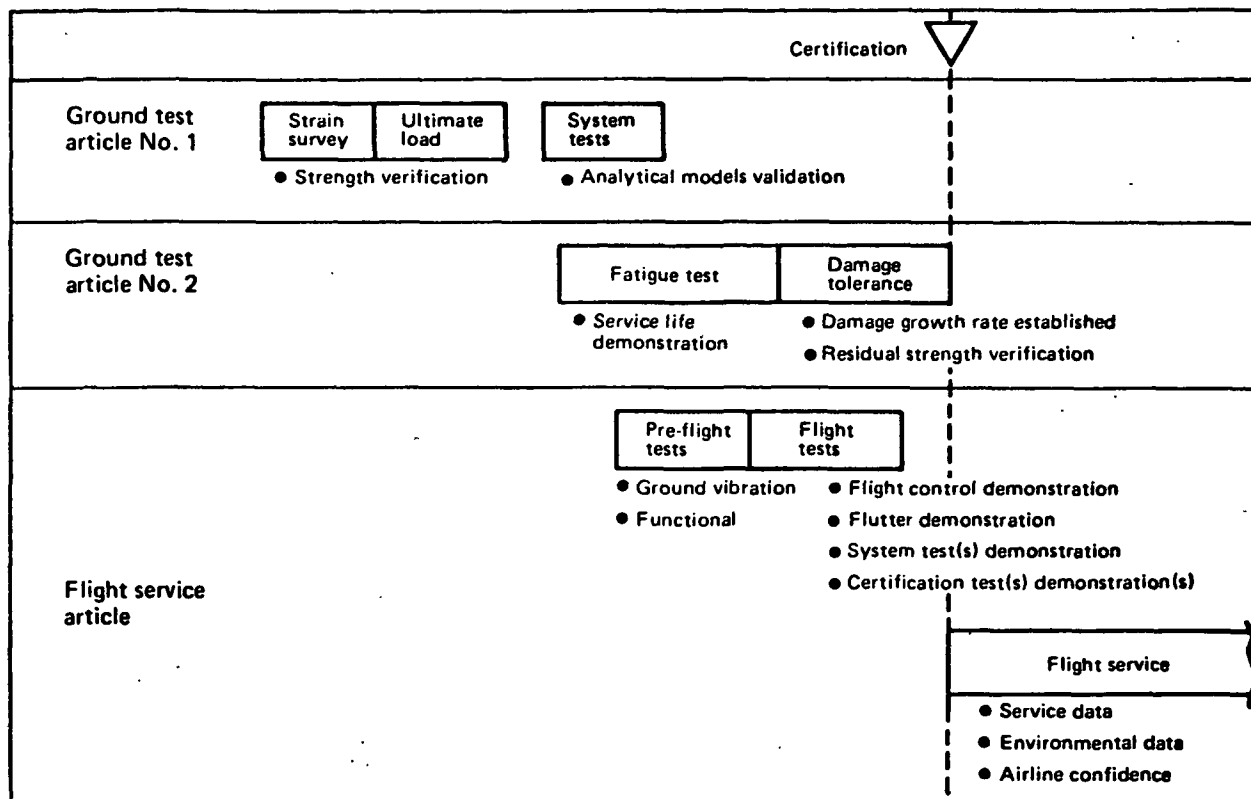 Certification
Ground test
article No. 1
Strain
survey
Ultimate
load
System
tests
● Strength verification
● Analytical models validation
Ground test
article No. 2
Fatigue test
Damage
tolerance
● Service life
demonstration
● Damage growth rate established
● Residual strength verification
Flight service
article
Pre-flight
tests
Flight
tests
● Ground vibration
● Functional
● Flight control demonstration
● Flutter demonstration
● System test(s) demonstration
● Certification test(s) demonstration(s)
Flight service
● Service data
● Environmental data
● Airline confidence